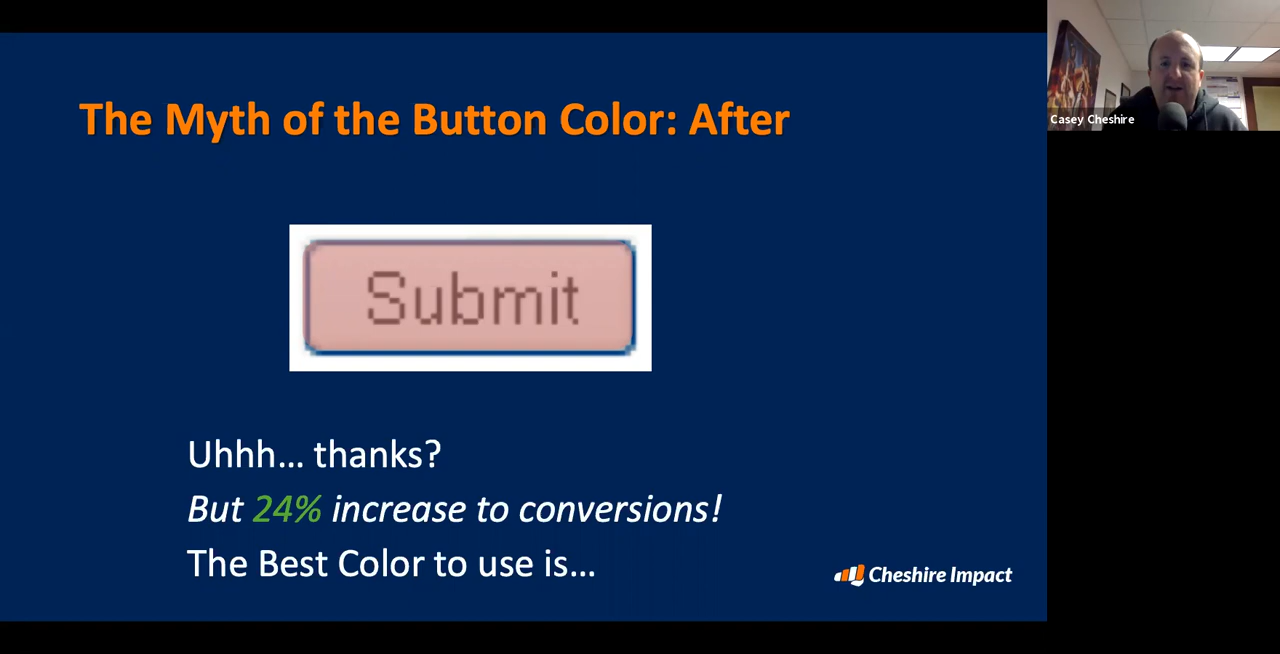 The Myth of the Button Color: After
Casey Cheshire
Submit
Uhhh... thanks?
But 24% increase to conversions!
The Best Color to use is...
Cheshire Impact